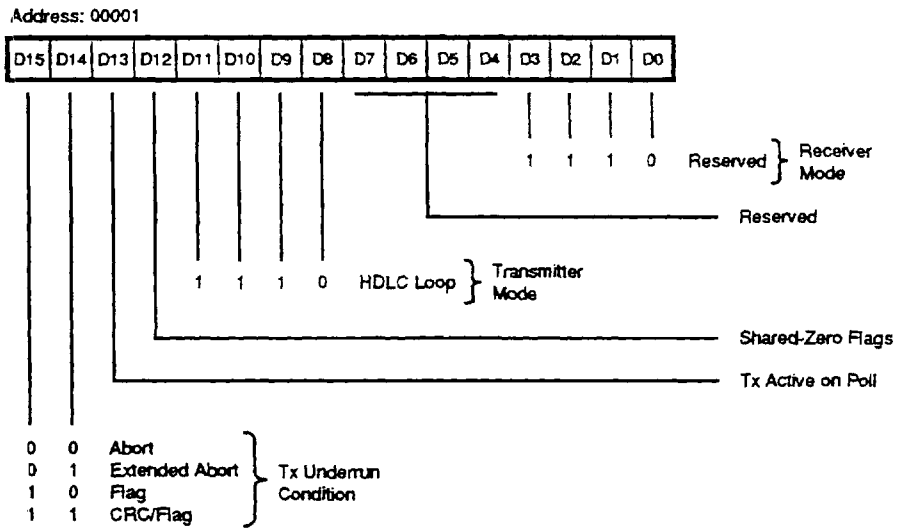 Address: 00001
D15 D14 D13 D12 D11 D10 D9 D8 D7 D6 D5 D4 D3 D2 D1 D0
1 1 1 0 Reserved } Receiver
Mode
Reserved
1 1 1 0 HDLC Loop } Transmitter
Mode
Shared-Zero Flags
Tx Active on Poll
0 0 Abort
0 1 Extended Abort
1 0 Flag
1 1 CRC/Flag
} Tx Underrun
Condition